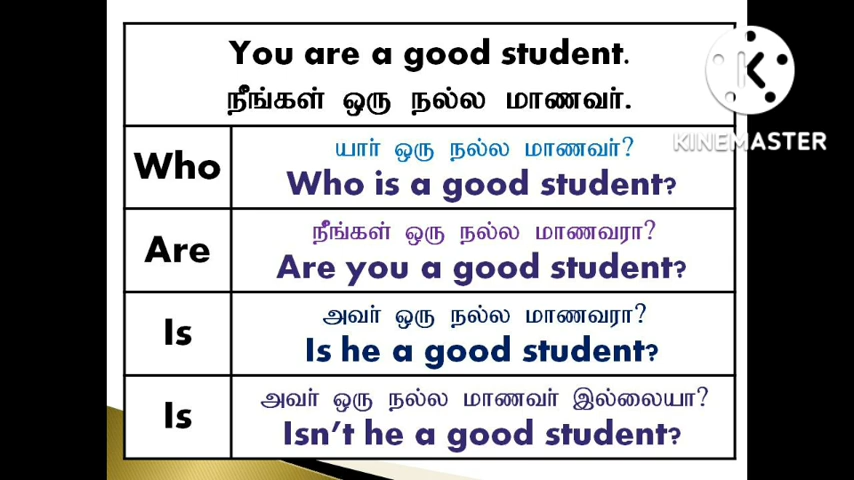 You are a good student.
நீங்கள் ஒரு நல்ல மாணவர்.
KINEMASTER
Who
யார் ஒரு நல்ல மாணவர்?
Who is a good student?
Are
நீங்கள் ஒரு நல்ல மாணவரா?
Are you a good student?
Is
அவர் ஒரு நல்ல மாணவரா?
Is he a good student?
Is
அவர் ஒரு நல்ல மாணவர் இல்லையா?
Isn't he a good student?